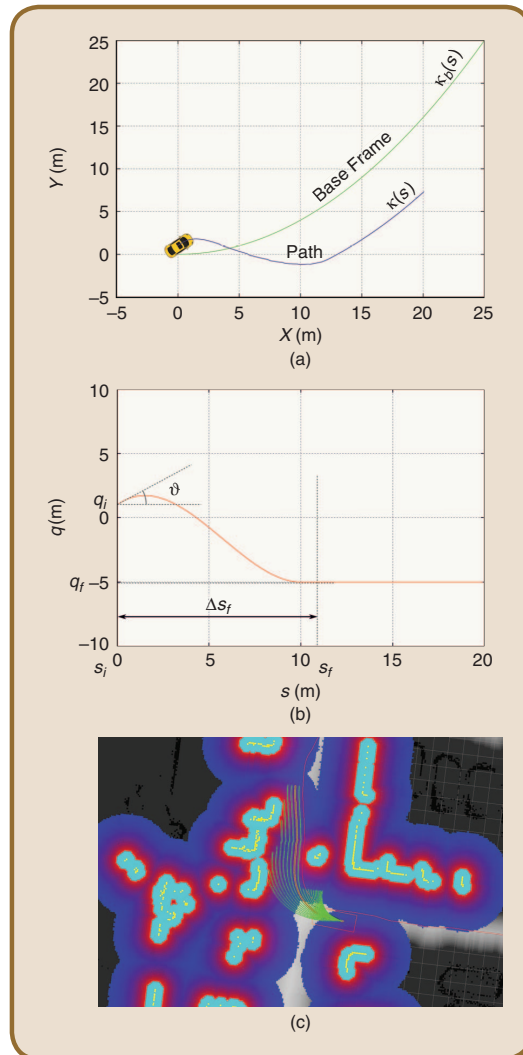 25
20
15
10
5
0
−5
Y (m)
κb(s)
Base Frame
κ(s)
Path
−5 0 5 10 15 20 25
X (m)
(a)
10
5
0
−5
−10
q(m)
qi
ϑ
qf
Δsf
0 5 10 15 20
si
sf
s (m)
(b)
(c)